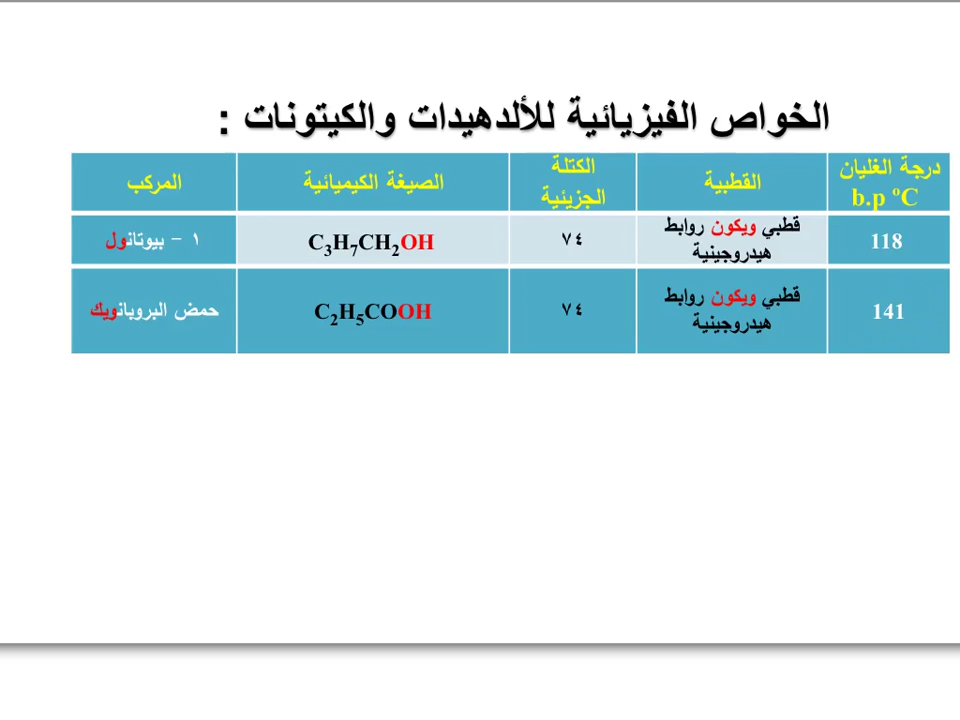 الخواص الفيزيائية للألدهيدات والكيتونات :
المركب
الصيغة الكيميائية
الكتلة
الجزيئية
القطبية
درجة الغليان
b.p ºC
١ - بيوتانول
C₃H₇CH₂OH
٧٤
قطبي ويكون روابط
هيدروجينية
118
حمض البروبانويك
C₂H₅COOH
٧٤
قطبي ويكون روابط
هيدروجينية
141